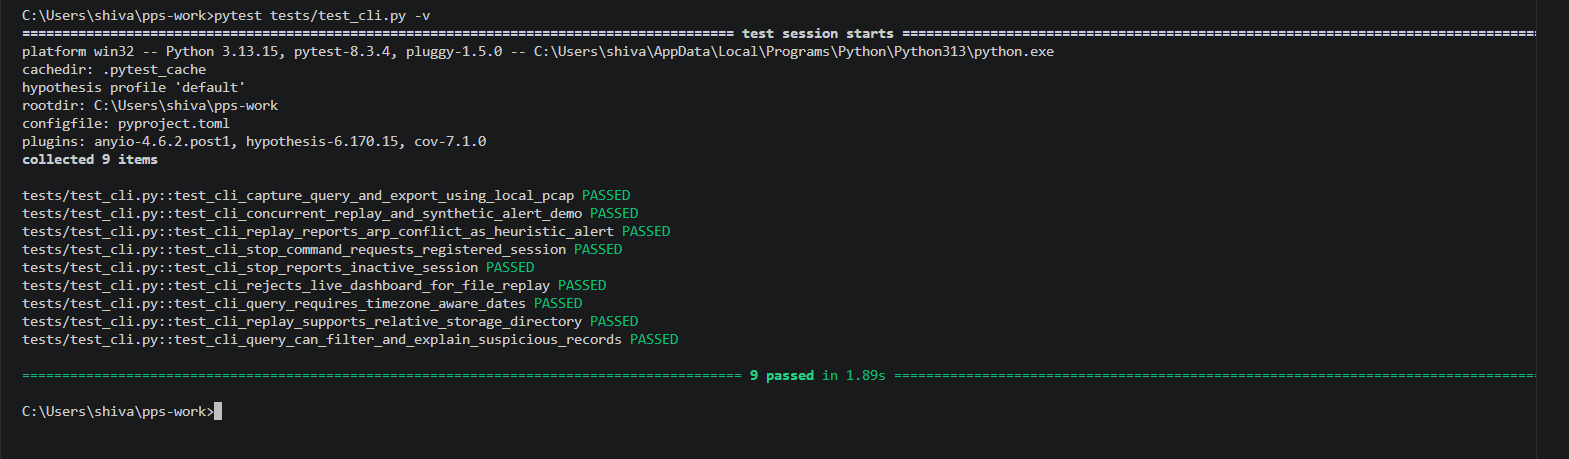 C:\Users\shiva\pps-work>pytest tests/test_cli.py -v
========================================================================================= test session starts =========================================================================================
platform win32 -- Python 3.13.15, pytest-8.3.4, pluggy-1.5.0 -- C:\Users\shiva\AppData\Local\Programs\Python\Python313\python.exe
cachedir: .pytest_cache
hypothesis profile 'default'
rootdir: C:\Users\shiva\pps-work
configfile: pyproject.toml
plugins: anyio-4.6.2.post1, hypothesis-6.170.15, cov-7.1.0
collected 9 items
tests/test_cli.py::test_cli_capture_query_and_export_using_local_pcap PASSED
tests/test_cli.py::test_cli_concurrent_replay_and_synthetic_alert_demo PASSED
tests/test_cli.py::test_cli_replay_reports_arp_conflict_as_heuristic_alert PASSED
tests/test_cli.py::test_cli_stop_command_requests_registered_session PASSED
tests/test_cli.py::test_cli_stop_reports_inactive_session PASSED
tests/test_cli.py::test_cli_rejects_live_dashboard_for_file_replay PASSED
tests/test_cli.py::test_cli_query_requires_timezone_aware_dates PASSED
tests/test_cli.py::test_cli_replay_supports_relative_storage_directory PASSED
tests/test_cli.py::test_cli_query_can_filter_and_explain_suspicious_records PASSED
========================================================================================== 9 passed in 1.89s ==========================================================================================
C:\Users\shiva\pps-work>